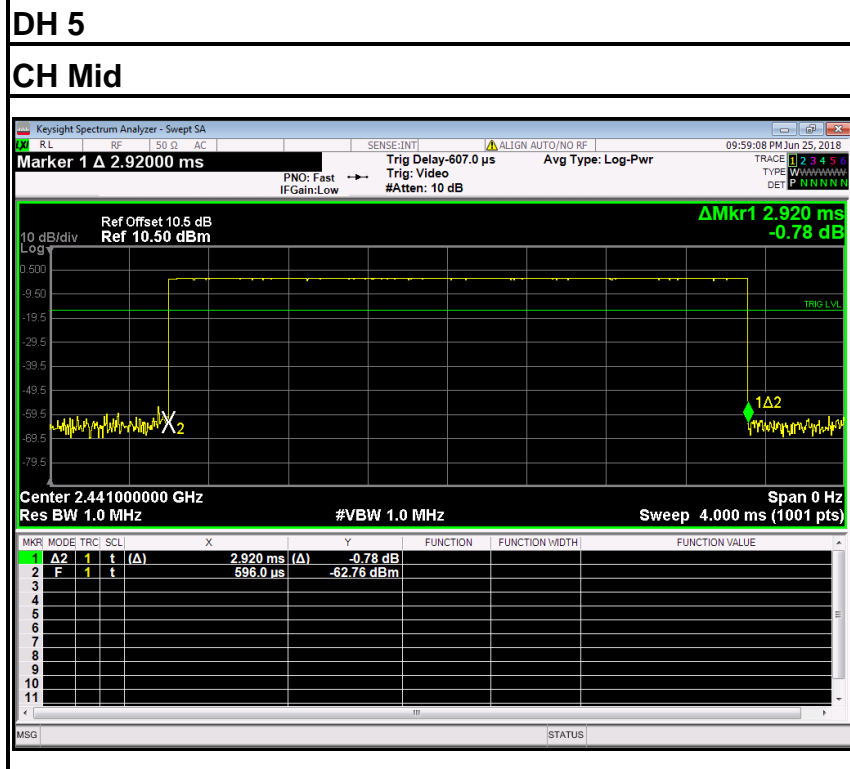 DH 5
CH Mid
Keysight Spectrum Analyzer - Swept SA
LXI RL RF 50 Ω AC SENSE:INT ALIGN AUTO/NO RF 09:59:08 PM Jun 25, 2018
Marker 1 Δ 2.92000 ms
PNO: Fast
IFGain:Low
Trig Delay-607.0 µs
Trig: Video
#Atten: 10 dB
Avg Type: Log-Pwr
TRACE 1 2 3 4 5 6
TYPE WWWWWW
DET P N N N N N
ΔMkr1 2.920 ms
-0.78 dB
Ref Offset 10.5 dB
10 dB/div Ref 10.50 dBm
Log
0.500
-9.50
TRIG LVL
-19.5
-29.5
-39.5
-49.5
1Δ2
-59.5
2
-69.5
-79.5
Center 2.441000000 GHz Span 0 Hz
Res BW 1.0 MHz #VBW 1.0 MHz Sweep 4.000 ms (1001 pts)
MKR MODE TRC SCL X Y FUNCTION FUNCTION WIDTH FUNCTION VALUE
1 Δ2 1 t (Δ) 2.920 ms (Δ) -0.78 dB
2 F 1 t 596.0 µs -62.76 dBm
3
4
5
6
7
8
9
10
11
MSG STATUS